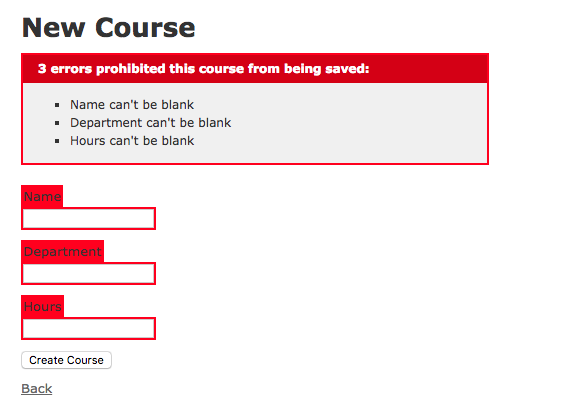 New Course
3 errors prohibited this course from being saved:
Name can't be blank
Department can't be blank
Hours can't be blank
Name
Department
Hours
Create Course
Back